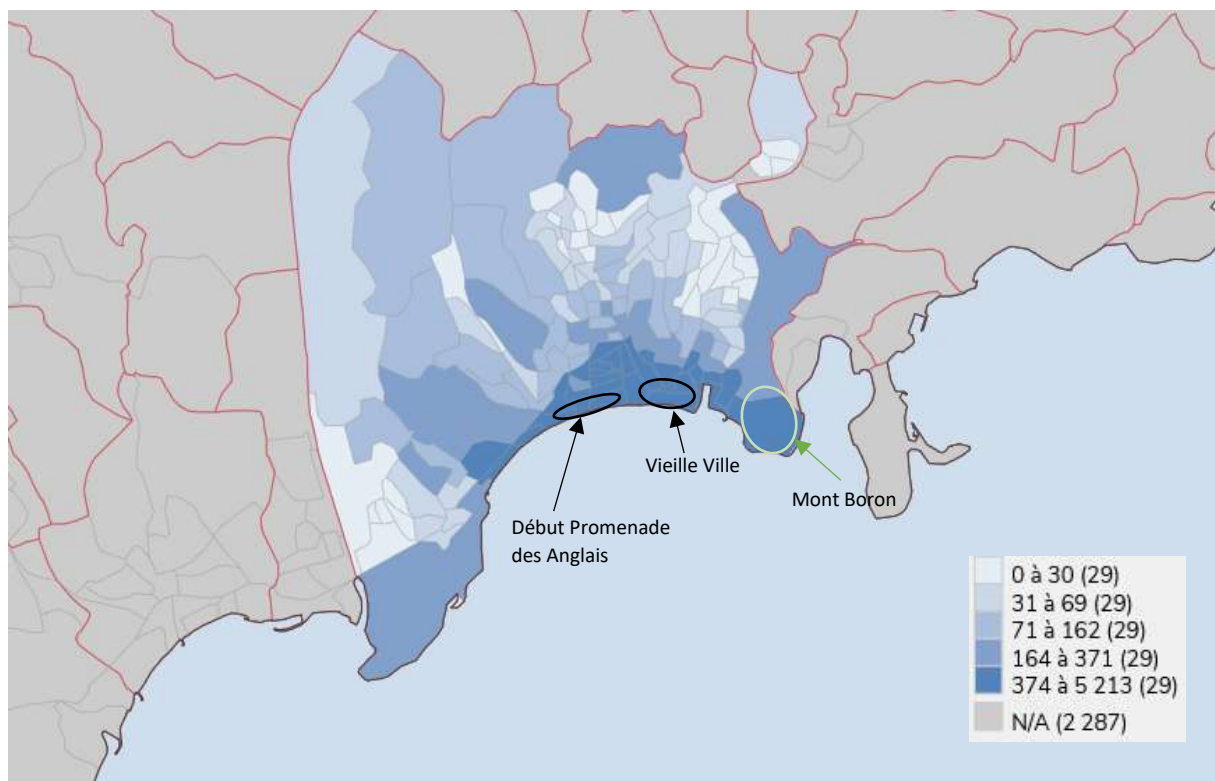 Vieille Ville
Mont Boron
Début Promenade
des Anglais
0 à 30 (29)
31 à 69 (29)
71 à 162 (29)
164 à 371 (29)
374 à 5 213 (29)
N/A (2 287)